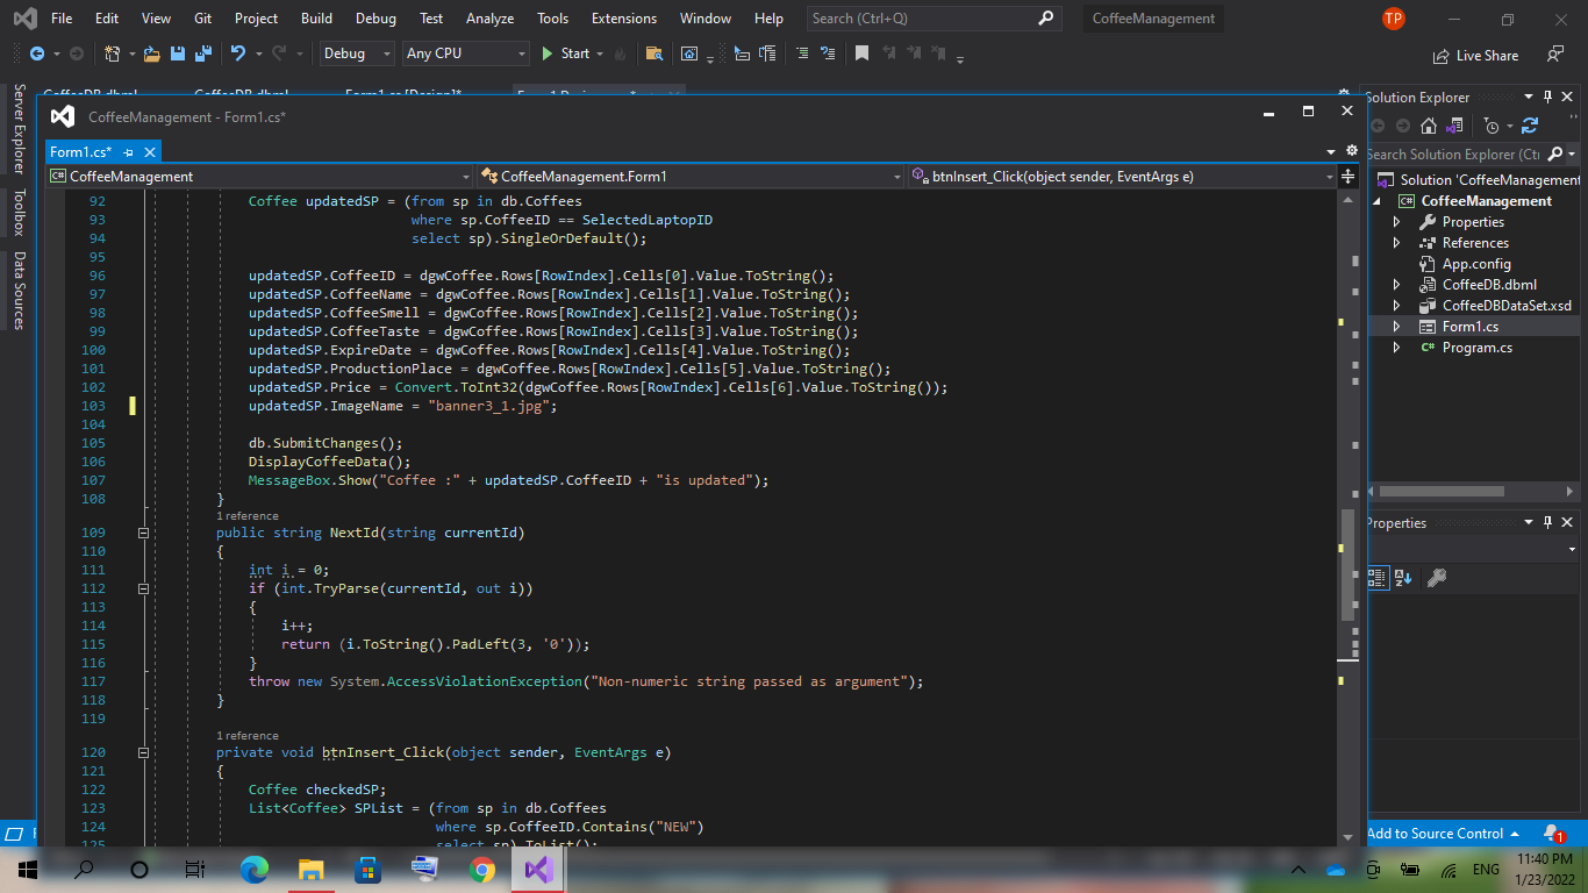 File Edit View Git Project Build Debug Test Analyze Tools Extensions Window Help Search (Ctrl+Q) CoffeeManagement TP
Debug Any CPU Start Live Share
CoffeeDB.dbml CoffeeDB.dbml Form1.cs [Design]*
Server Explorer
Toolbox
Data Sources
CoffeeManagement - Form1.cs*
Form1.cs*
CoffeeManagement CoffeeManagement.Form1 btnInsert_Click(object sender, EventArgs e)
92 Coffee updatedSP = (from sp in db.Coffees
93 where sp.CoffeeID == SelectedLaptopID
94 select sp).SingleOrDefault();
95
96 updatedSP.CoffeeID = dgwCoffee.Rows[RowIndex].Cells[0].Value.ToString();
97 updatedSP.CoffeeName = dgwCoffee.Rows[RowIndex].Cells[1].Value.ToString();
98 updatedSP.CoffeeSmell = dgwCoffee.Rows[RowIndex].Cells[2].Value.ToString();
99 updatedSP.CoffeeTaste = dgwCoffee.Rows[RowIndex].Cells[3].Value.ToString();
100 updatedSP.ExpireDate = dgwCoffee.Rows[RowIndex].Cells[4].Value.ToString();
101 updatedSP.ProductionPlace = dgwCoffee.Rows[RowIndex].Cells[5].Value.ToString();
102 updatedSP.Price = Convert.ToInt32(dgwCoffee.Rows[RowIndex].Cells[6].Value.ToString());
103 updatedSP.ImageName = "banner3_1.jpg";
104
105 db.SubmitChanges();
106 DisplayCoffeeData();
107 MessageBox.Show("Coffee :" + updatedSP.CoffeeID + "is updated");
108 }
1 reference
109 public string NextId(string currentId)
110 {
111 int i = 0;
112 if (int.TryParse(currentId, out i))
113 {
114 i++;
115 return (i.ToString().PadLeft(3, '0'));
116 }
117 throw new System.AccessViolationException("Non-numeric string passed as argument");
118 }
119
1 reference
120 private void btnInsert_Click(object sender, EventArgs e)
121 {
122 Coffee checkedSP;
123 List<Coffee> SPList = (from sp in db.Coffees
124 where sp.CoffeeID.Contains("NEW")
125 select sp).ToList();
Solution Explorer
Search Solution Explorer (Ctrl
Solution 'CoffeeManagement
CoffeeManagement
Properties
References
App.config
CoffeeDB.dbml
CoffeeDBDataSet.xsd
Form1.cs
Program.cs
Properties
Add to Source Control 1
ENG 11:40 PM
1/23/2022